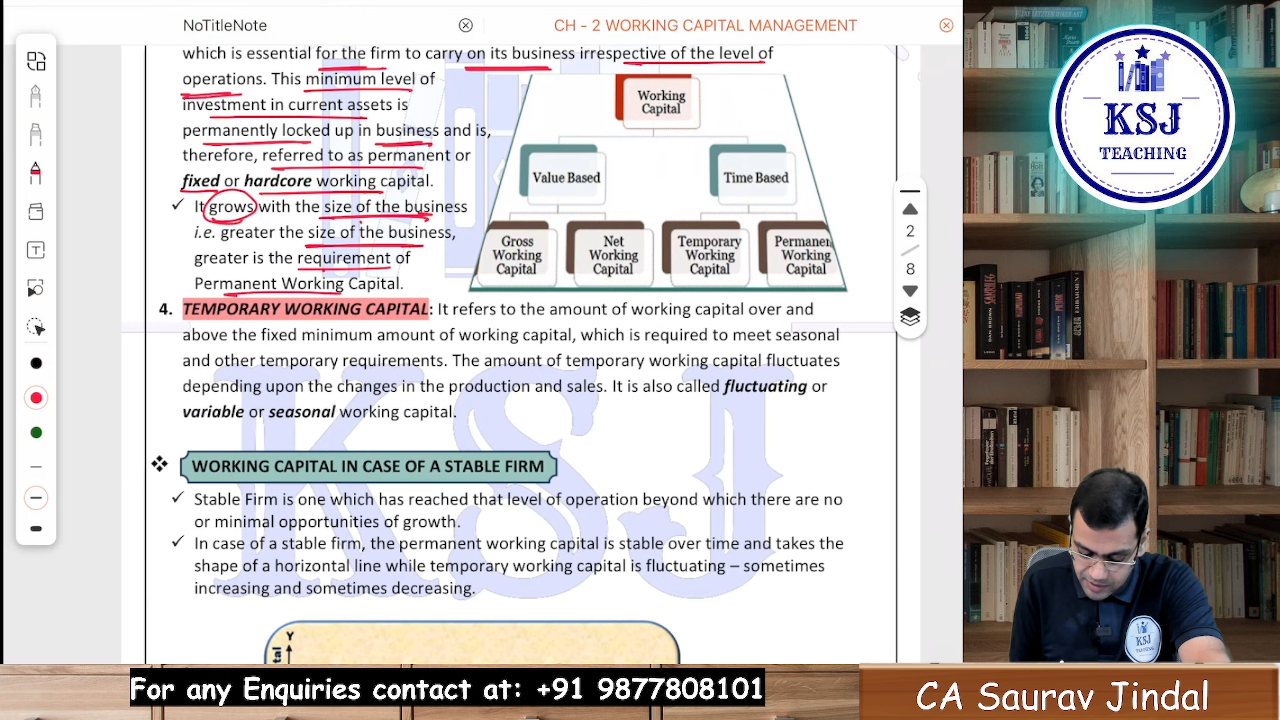 NoTitleNote
CH - 2 WORKING CAPITAL MANAGEMENT
which is essential for the firm to carry on its business irrespective of the level of
operations. This minimum level of
investment in current assets is
permanently locked up in business and is,
therefore, referred to as permanent or
fixed or hardcore working capital.
✓ It grows with the size of the business
i.e. greater the size of the business,
greater is the requirement of
Permanent Working Capital.
Working
Capital
Value Based
Time Based
Gross
Working
Capital
Net
Working
Capital
Temporary
Working
Capital
Permanen
Working
Capital
2
8
4. TEMPORARY WORKING CAPITAL: It refers to the amount of working capital over and
above the fixed minimum amount of working capital, which is required to meet seasonal
and other temporary requirements. The amount of temporary working capital fluctuates
depending upon the changes in the production and sales. It is also called fluctuating or
variable or seasonal working capital.
❖ WORKING CAPITAL IN CASE OF A STABLE FIRM
✓ Stable Firm is one which has reached that level of operation beyond which there are no
or minimal opportunities of growth.
✓ In case of a stable firm, the permanent working capital is stable over time and takes the
shape of a horizontal line while temporary working capital is fluctuating – sometimes
increasing and sometimes decreasing.
Y
KSJ
KSJ
TEACHING
KSJ
TEACHING
For any Enquiries contact at: +91 9877808101
CA Saurav Jindal